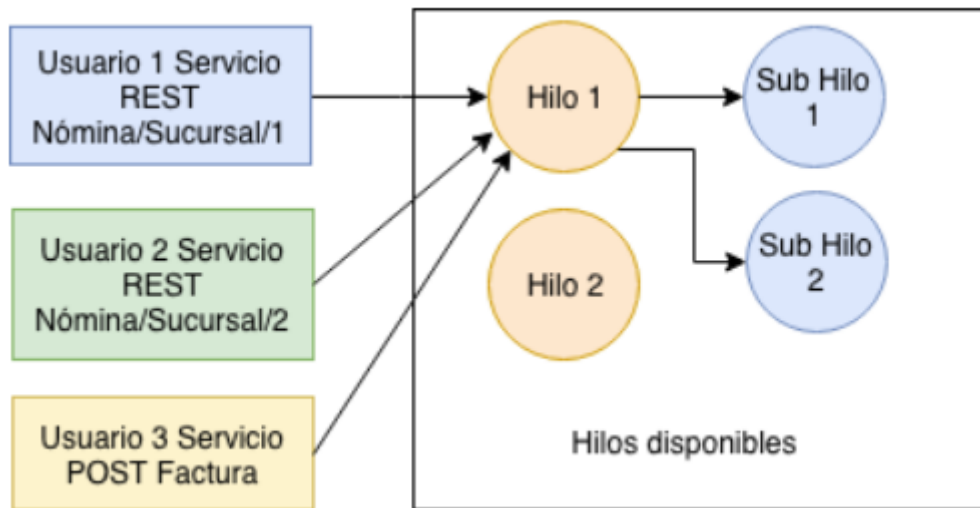 Usuario 1 Servicio
REST
Nómina/Sucursal/1
Hilo 1
Sub Hilo
1
Usuario 2 Servicio
REST
Nómina/Sucursal/2
Hilo 2
Sub Hilo
2
Usuario 3 Servicio
POST Factura
Hilos disponibles